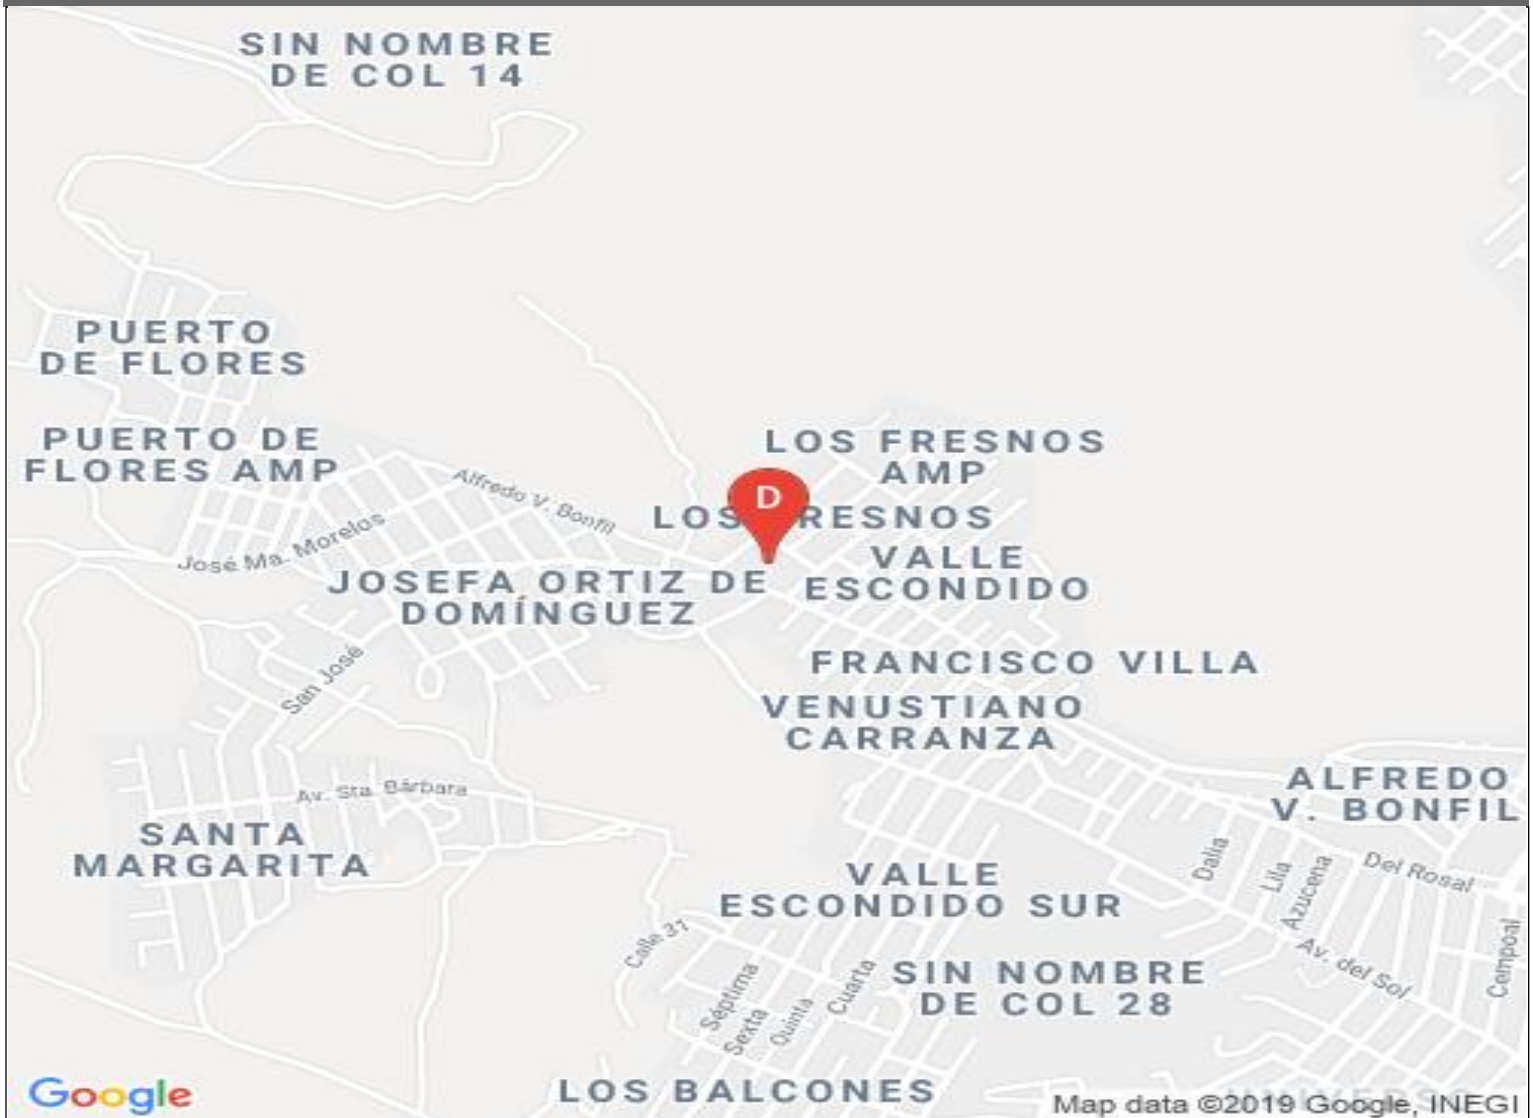 SIN NOMBRE
DE COL 14
PUERTO
DE FLORES
PUERTO DE
FLORES AMP
LOS FRESNOS
AMP
Alfredo V. Bonfil
D
LOS RESNOS
José Ma. Morelos
VALLE
ESCONDIDO
JOSEFA ORTIZ DE
DOMÍNGUEZ
San José
FRANCISCO VILLA
VENUSTIANO
CARRANZA
Av. Sta. Bárbara
ALFREDO
V. BONFIL
SANTA
MARGARITA
Dalia
Lila
Azucena
Del Rosal
VALLE
ESCONDIDO SUR
Calle 31
Av. del Sol
Cempoal
SIN NOMBRE
DE COL 28
Séptima
Sexta
Quinta
Cuarta
LOS BALCONES
Google
Map data ©2019 Google, INEGI